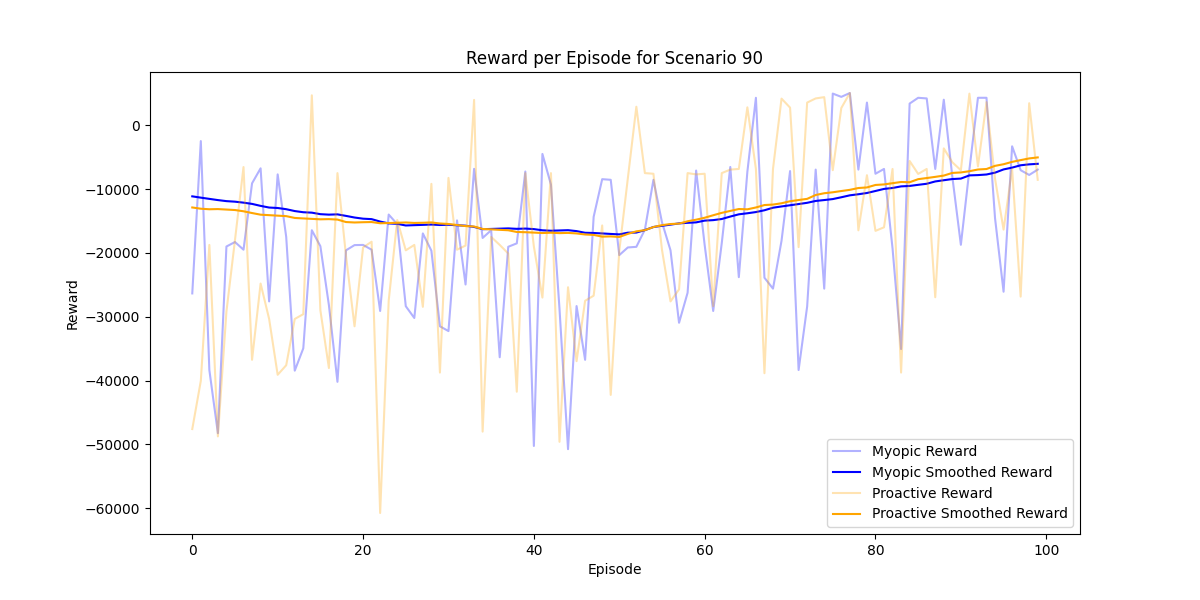 Reward per Episode for Scenario 90
Reward
0
−10000
−20000
−30000
−40000
−50000
−60000
0 20 40 60 80 100
Episode
Myopic Reward
Myopic Smoothed Reward
Proactive Reward
Proactive Smoothed Reward